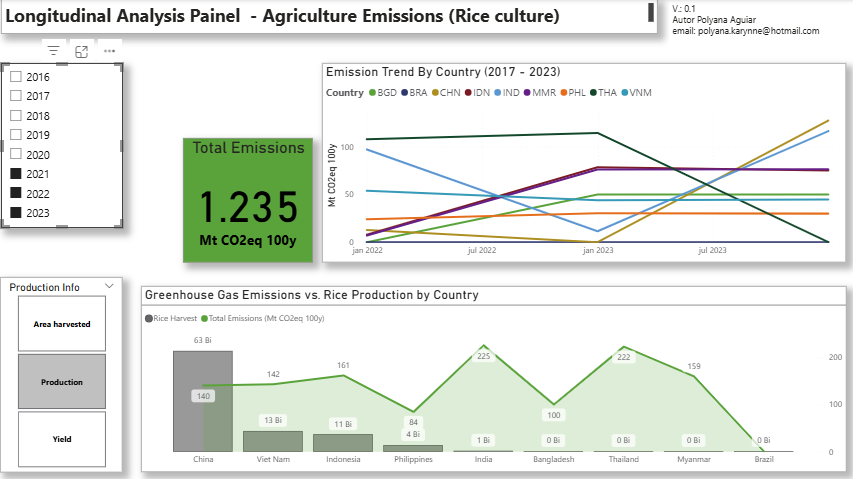 Longitudinal Analysis Painel - Agriculture Emissions (Rice culture)
V.: 0.1
Autor Polyana Aguiar
email: polyana.karynne@hotmail.com
2016
2017
2018
2019
2020
2021
2022
2023
Total Emissions
1.235
Mt CO2eq 100y
Emission Trend By Country (2017 - 2023)
Country BGD BRA CHN IDN IND MMR PHL THA VNM
Mt CO2eq 100y
100
50
0
jan 2022 jul 2022 jan 2023 jul 2023
Production Info
Area harvested
Production
Yield
Greenhouse Gas Emissions vs. Rice Production by Country
Rice Harvest Total Emissions (Mt CO2eq 100y)
63 Bi
140
142
13 Bi
161
11 Bi
84
4 Bi
225
1 Bi
100
0 Bi
222
0 Bi
159
0 Bi
0 Bi
200
100
0
China Viet Nam Indonesia Philippines India Bangladesh Thailand Myanmar Brazil